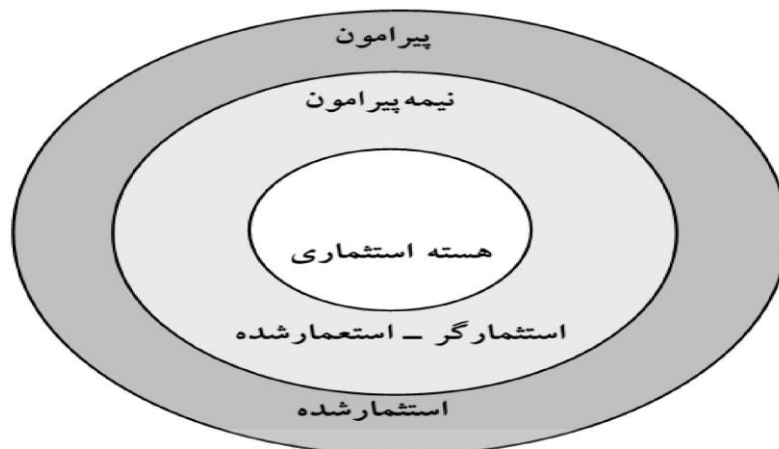 پیرامون
نیمه پیرامون
هسته استثماری
استثمارگر – استعمارشده
استثمارشده